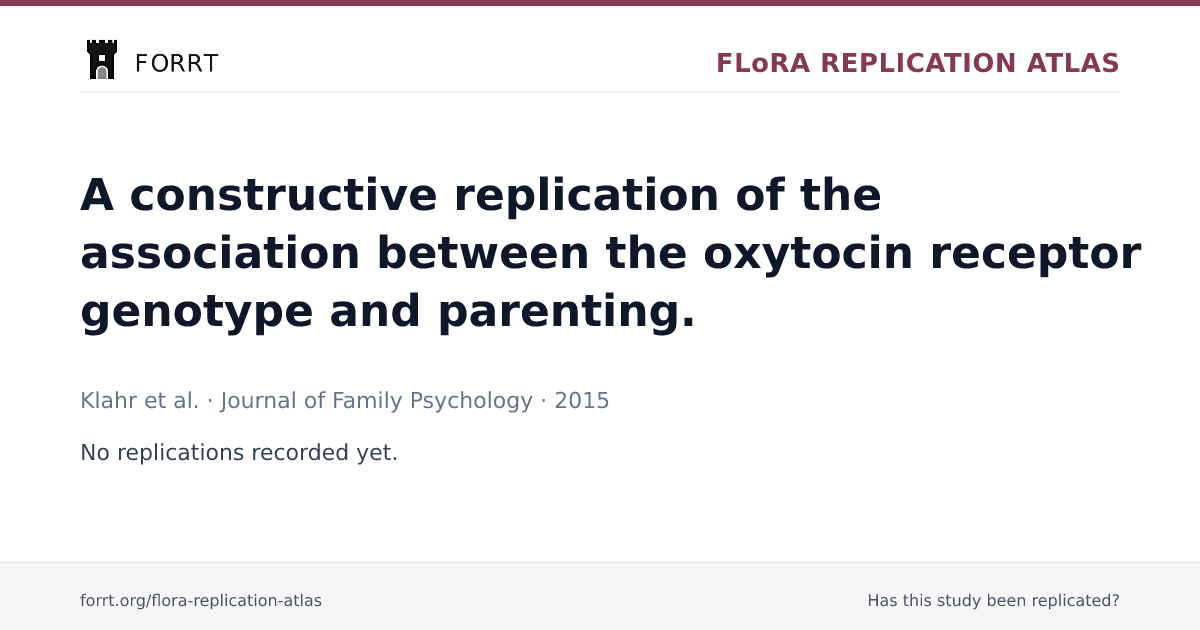 FORRT
FLoRA REPLICATION ATLAS
A constructive replication of the
association between the oxytocin receptor
genotype and parenting.
Klahr et al. · Journal of Family Psychology · 2015
No replications recorded yet.
forrt.org/flora-replication-atlas
Has this study been replicated?